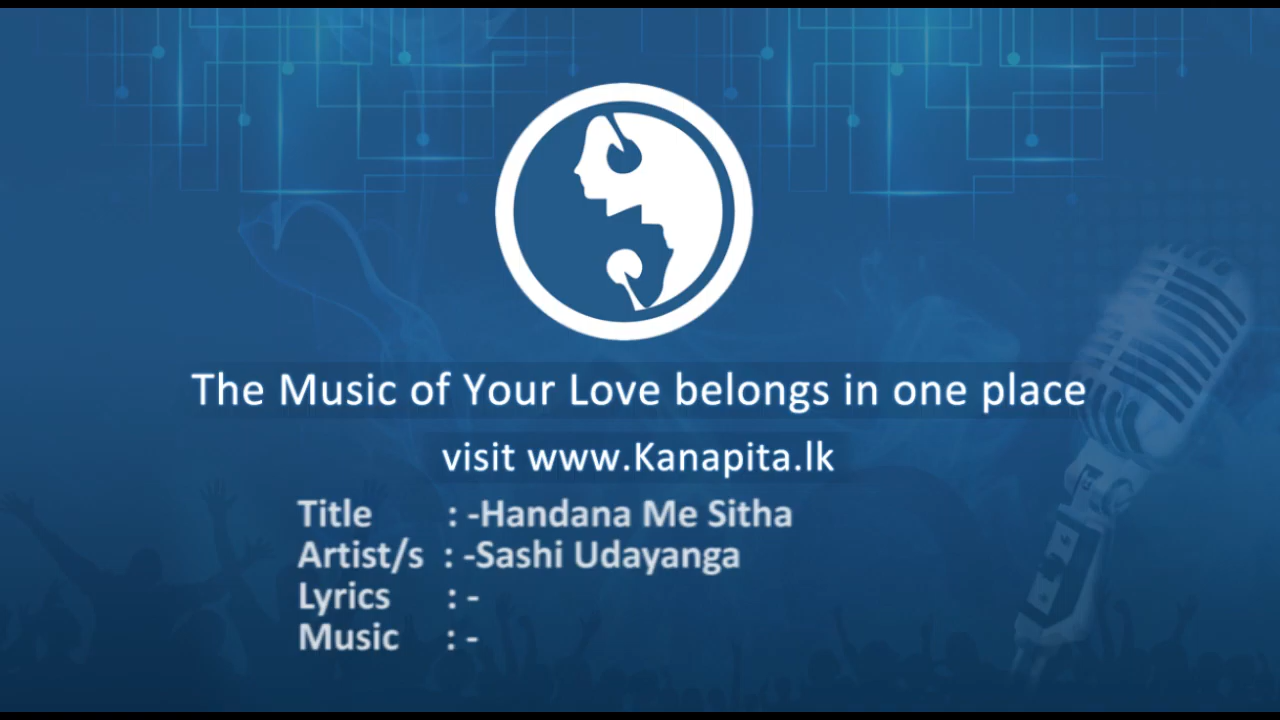 The Music of Your Love belongs in one place
visit www.Kanapita.lk
Title : -Handana Me Sitha
Artist/s : -Sashi Udayanga
Lyrics : -
Music : -